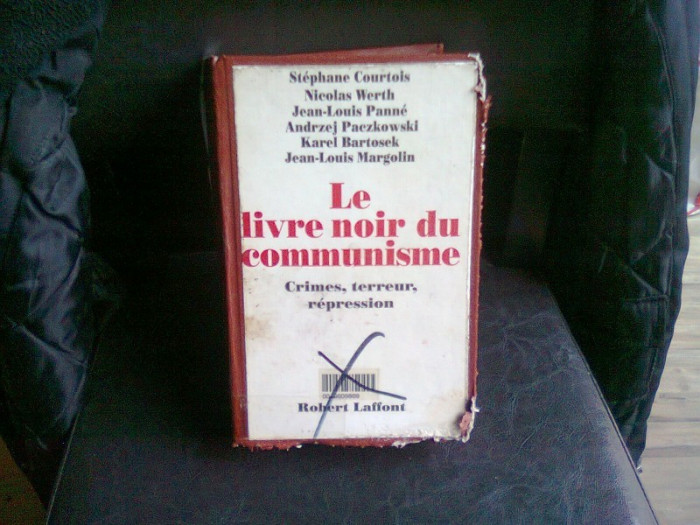 Stéphane Courtois
Nicolas Werth
Jean-Louis Panné
Andrzej Paczkowski
Karel Bartosek
Jean-Louis Margolin
Le
livre noir du
communisme
Crimes, terreur,
répression
Robert Laffont